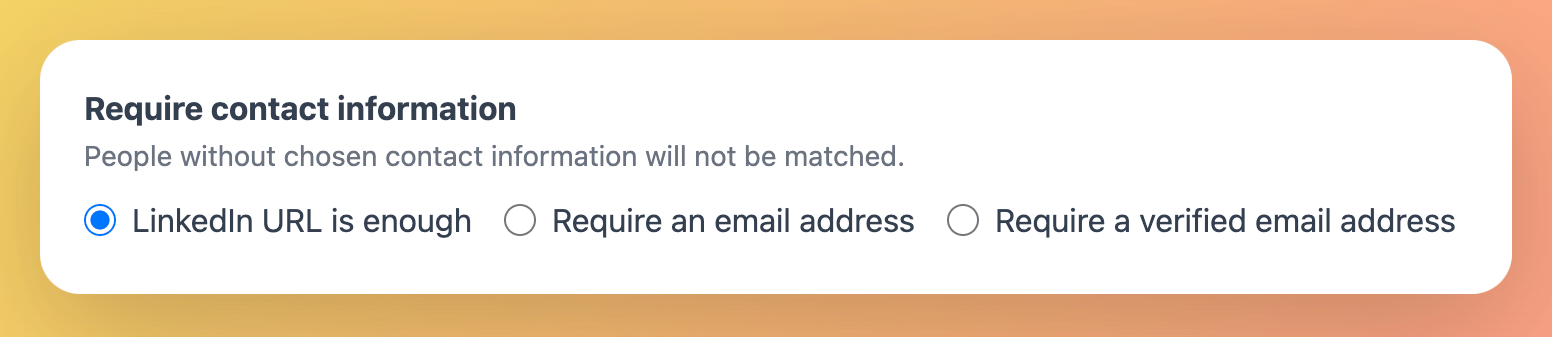 Require contact information
People without chosen contact information will not be matched.
LinkedIn URL is enough Require an email address Require a verified email address